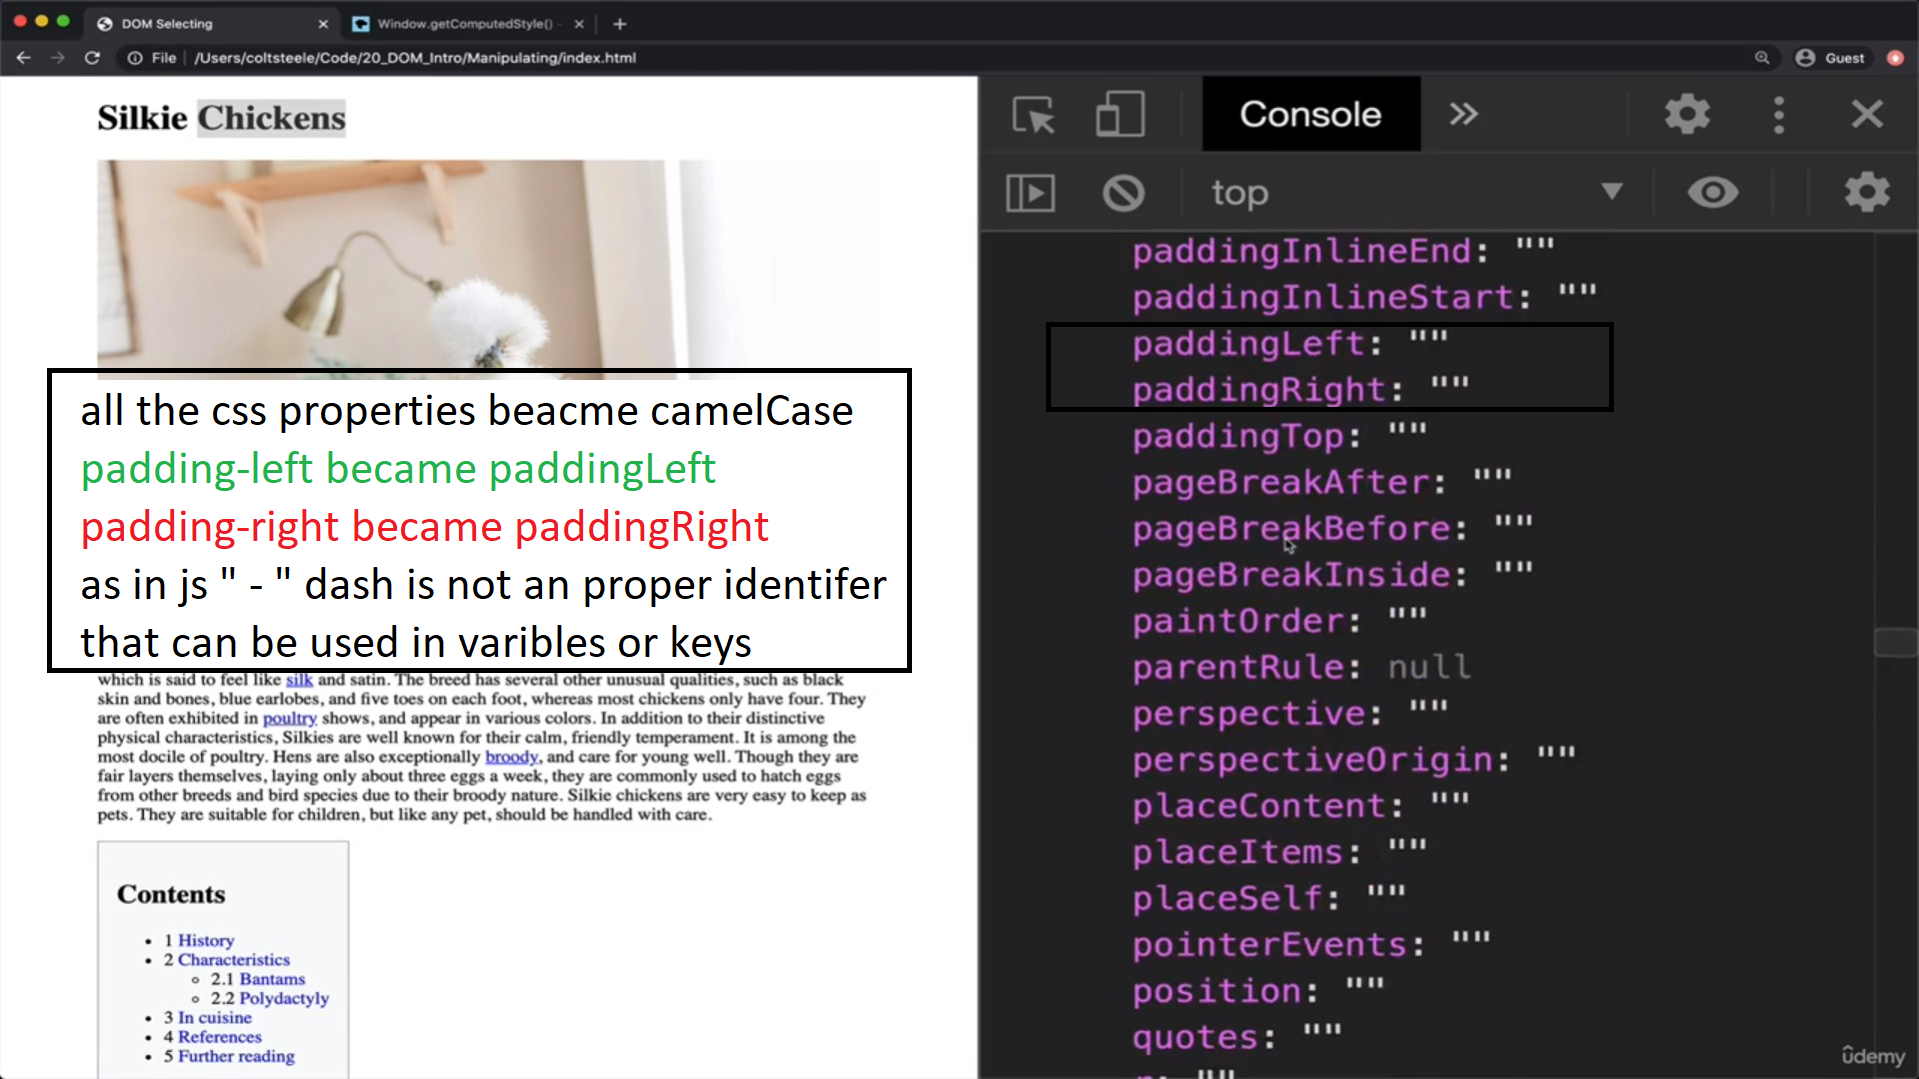 DOM Selecting
Window.getComputedStyle() -
File | /Users/coltsteele/Code/20_DOM_Intro/Manipulating/index.html
Guest
Silkie Chickens
all the css properties beacme camelCase
padding-left became paddingLeft
padding-right became paddingRight
as in js " - " dash is not an proper identifer
that can be used in varibles or keys
which is said to feel like silk and satin. The breed has several other unusual qualities, such as black
skin and bones, blue earlobes, and five toes on each foot, whereas most chickens only have four. They
are often exhibited in poultry shows, and appear in various colors. In addition to their distinctive
physical characteristics, Silkies are well known for their calm, friendly temperament. It is among the
most docile of poultry. Hens are also exceptionally broody, and care for young well. Though they are
fair layers themselves, laying only about three eggs a week, they are commonly used to hatch eggs
from other breeds and bird species due to their broody nature. Silkie chickens are very easy to keep as
pets. They are suitable for children, but like any pet, should be handled with care.
Contents
• 1 History
• 2 Characteristics
◦ 2.1 Bantams
◦ 2.2 Polydactyly
• 3 In cuisine
• 4 References
• 5 Further reading
Console
top
paddingInlineEnd: ""
paddingInlineStart: ""
paddingLeft: ""
paddingRight: ""
paddingTop: ""
pageBreakAfter: ""
pageBreakBefore: ""
pageBreakInside: ""
paintOrder: ""
parentRule: null
perspective: ""
perspectiveOrigin: ""
placeContent: ""
placeItems: ""
placeSelf: ""
pointerEvents: ""
position: ""
quotes: ""
udemy